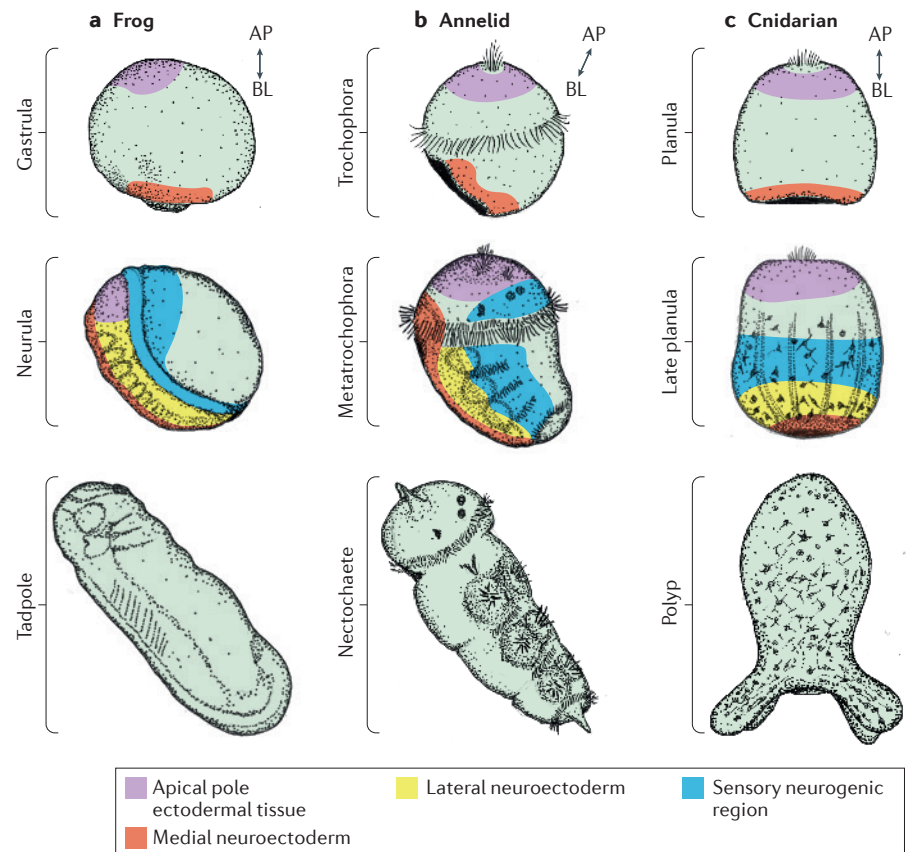 a Frog
b Annelid
c Cnidarian
AP
BL
AP
BL
AP
BL
Gastrula
Trochophora
Planula
Neurula
Metatrochophora
Late planula
Tadpole
Nectochaete
Polyp
Apical pole
ectodermal tissue
Medial neuroectoderm
Lateral neuroectoderm
Sensory neurogenic
region